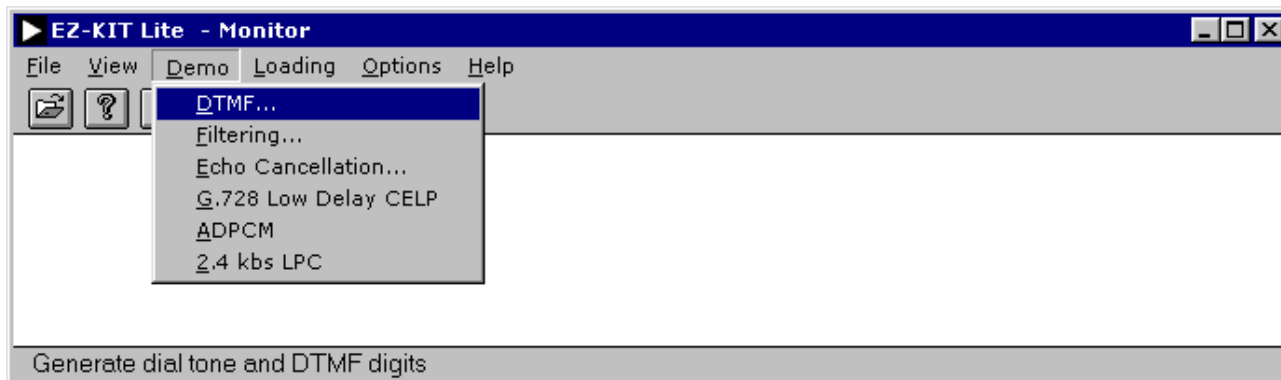 EZ-KIT Lite - Monitor
File View Demo Loading Options Help
DTMF...
Filtering...
Echo Cancellation...
G.728 Low Delay CELP
ADPCM
2.4 kbs LPC
Generate dial tone and DTMF digits